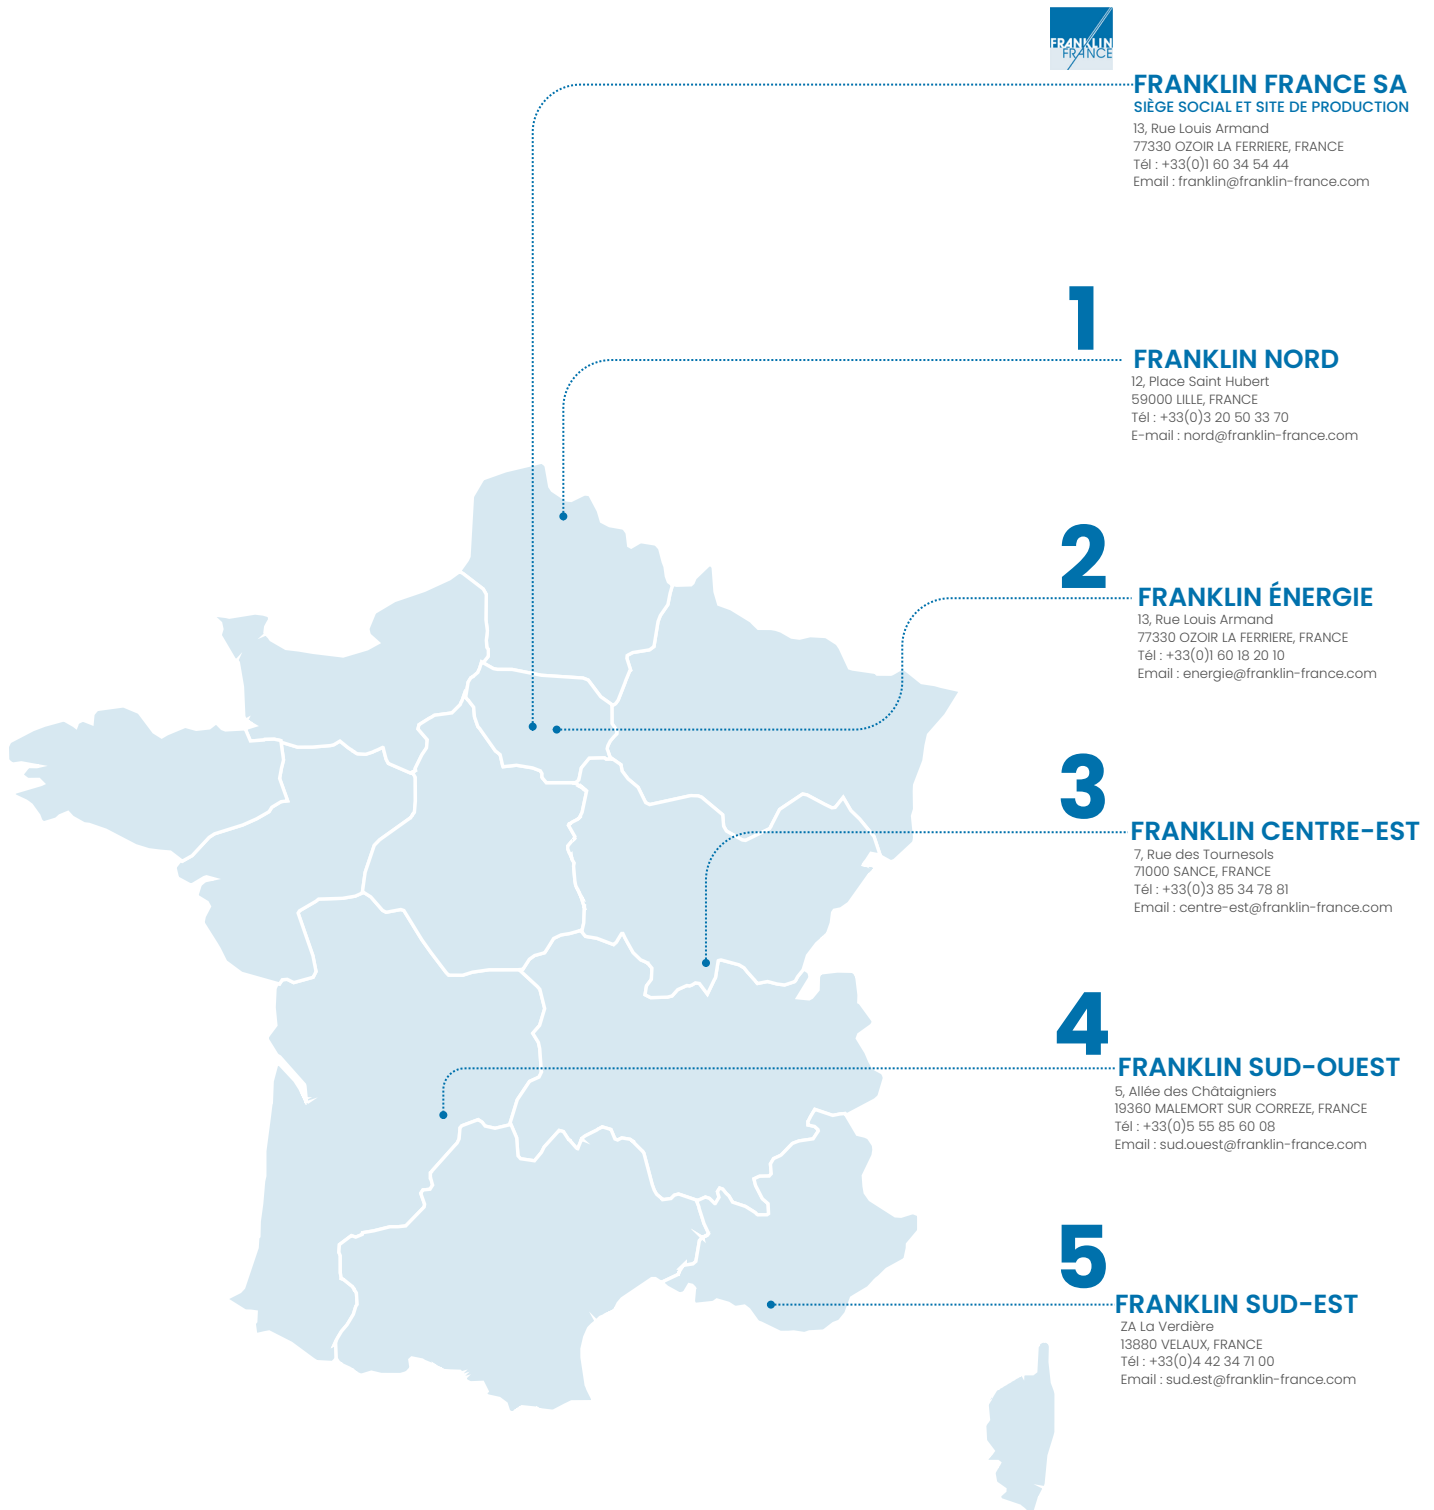 FRANKLIN
FRANCE
FRANKLIN FRANCE SA
SIÈGE SOCIAL ET SITE DE PRODUCTION
13, Rue Louis Armand
77330 OZOIR LA FERRIERE, FRANCE
Tél : +33(0)1 60 34 54 44
Email : franklin@franklin-france.com
1
FRANKLIN NORD
12, Place Saint Hubert
59000 LILLE, FRANCE
Tél : +33(0)3 20 50 33 70
E-mail : nord@franklin-france.com
2
FRANKLIN ÉNERGIE
13, Rue Louis Armand
77330 OZOIR LA FERRIERE, FRANCE
Tél : +33(0)1 60 18 20 10
Email : energie@franklin-france.com
3
FRANKLIN CENTRE-EST
7, Rue des Tournesols
71000 SANCE, FRANCE
Tél : +33(0)3 85 34 78 81
Email : centre-est@franklin-france.com
4
FRANKLIN SUD-OUEST
5, Allée des Châtaigniers
19360 MALEMORT SUR CORREZE, FRANCE
Tél : +33(0)5 55 85 60 08
Email : sud.ouest@franklin-france.com
5
FRANKLIN SUD-EST
ZA La Verdière
13880 VELAUX, FRANCE
Tél : +33(0)4 42 34 71 00
Email : sud.est@franklin-france.com